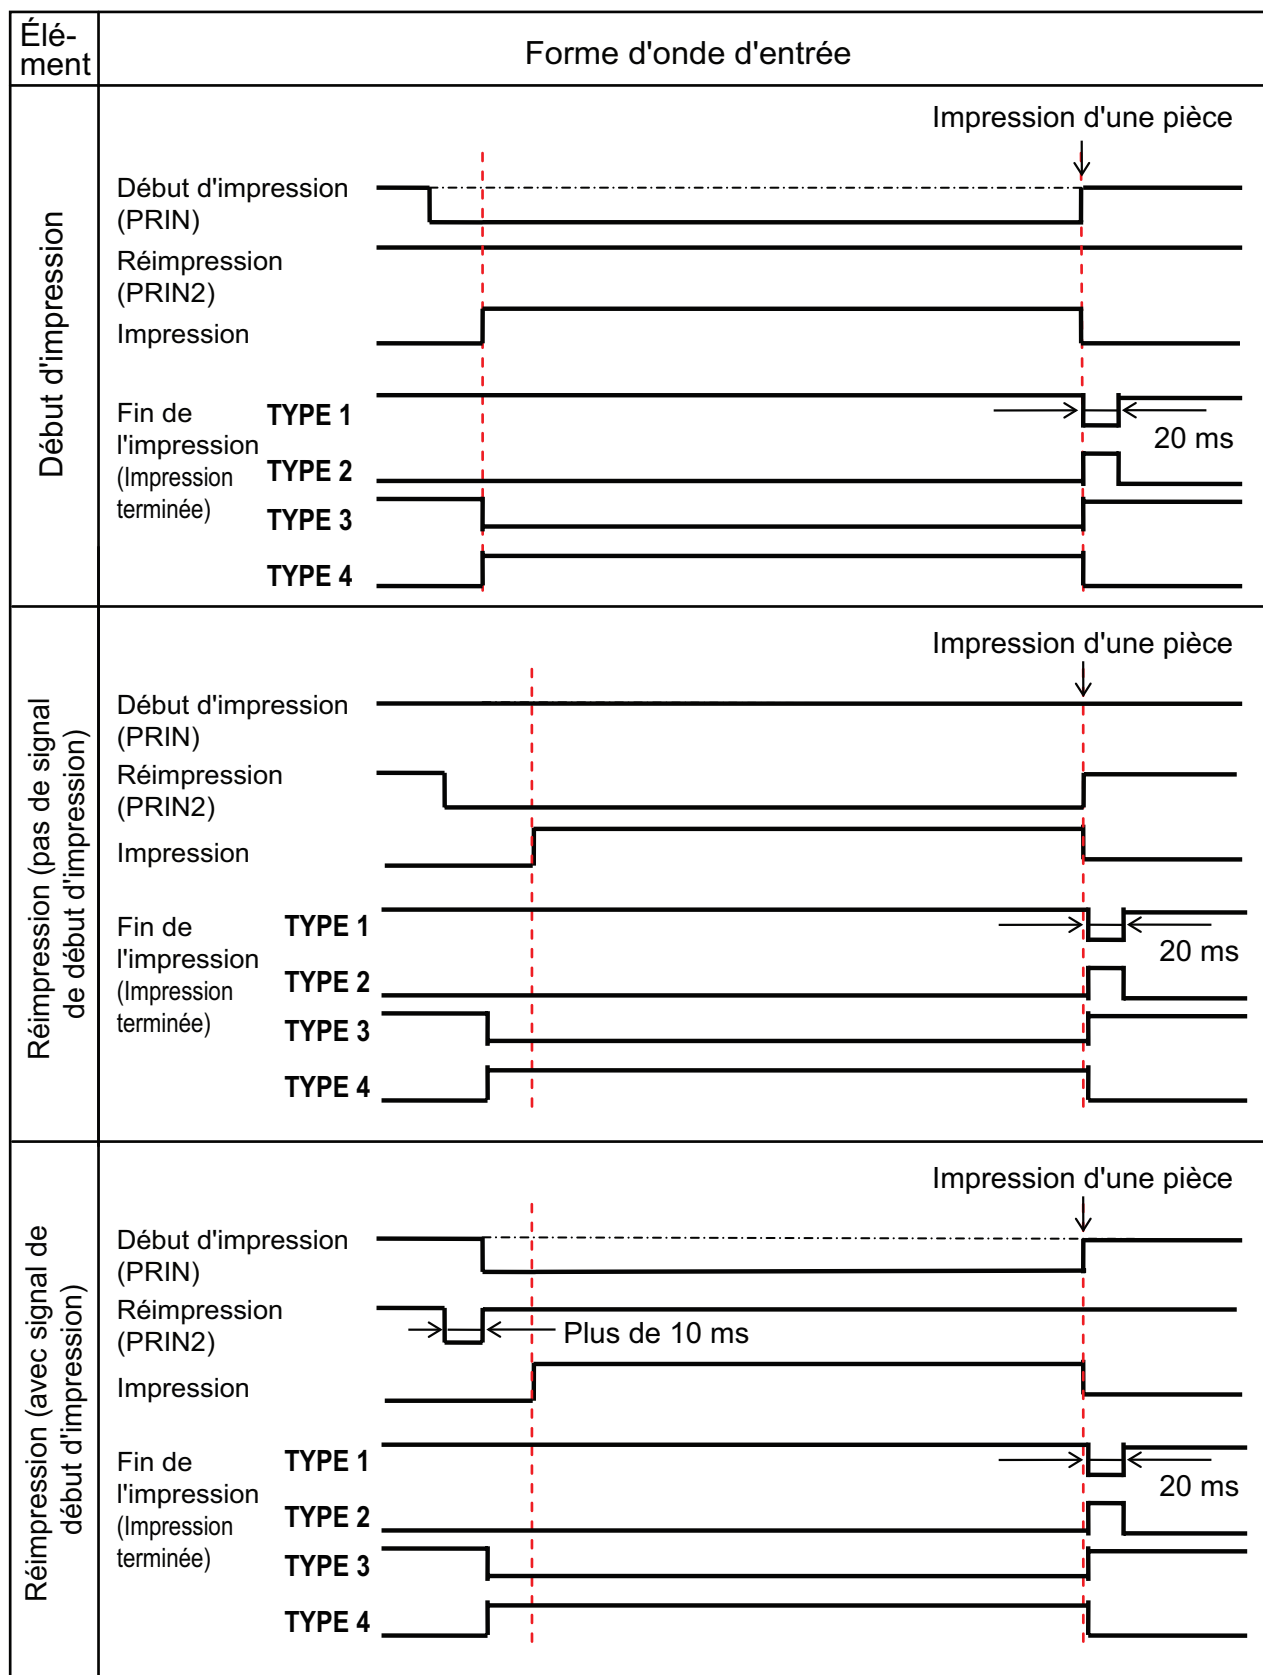 Élé-
ment
Forme d'onde d'entrée
Début d'impression
Impression d'une pièce
Début d'impression
(PRIN)
Réimpression
(PRIN2)
Impression
Fin de
l'impression
(Impression
terminée)
TYPE 1
20 ms
TYPE 2
TYPE 3
TYPE 4
Réimpression (pas de signal
de début d'impression)
Impression d'une pièce
Début d'impression
(PRIN)
Réimpression
(PRIN2)
Impression
Fin de
l'impression
(Impression
terminée)
TYPE 1
20 ms
TYPE 2
TYPE 3
TYPE 4
Réimpression (avec signal de
début d'impression)
Impression d'une pièce
Début d'impression
(PRIN)
Réimpression
(PRIN2)
Plus de 10 ms
Impression
Fin de
l'impression
(Impression
terminée)
TYPE 1
20 ms
TYPE 2
TYPE 3
TYPE 4